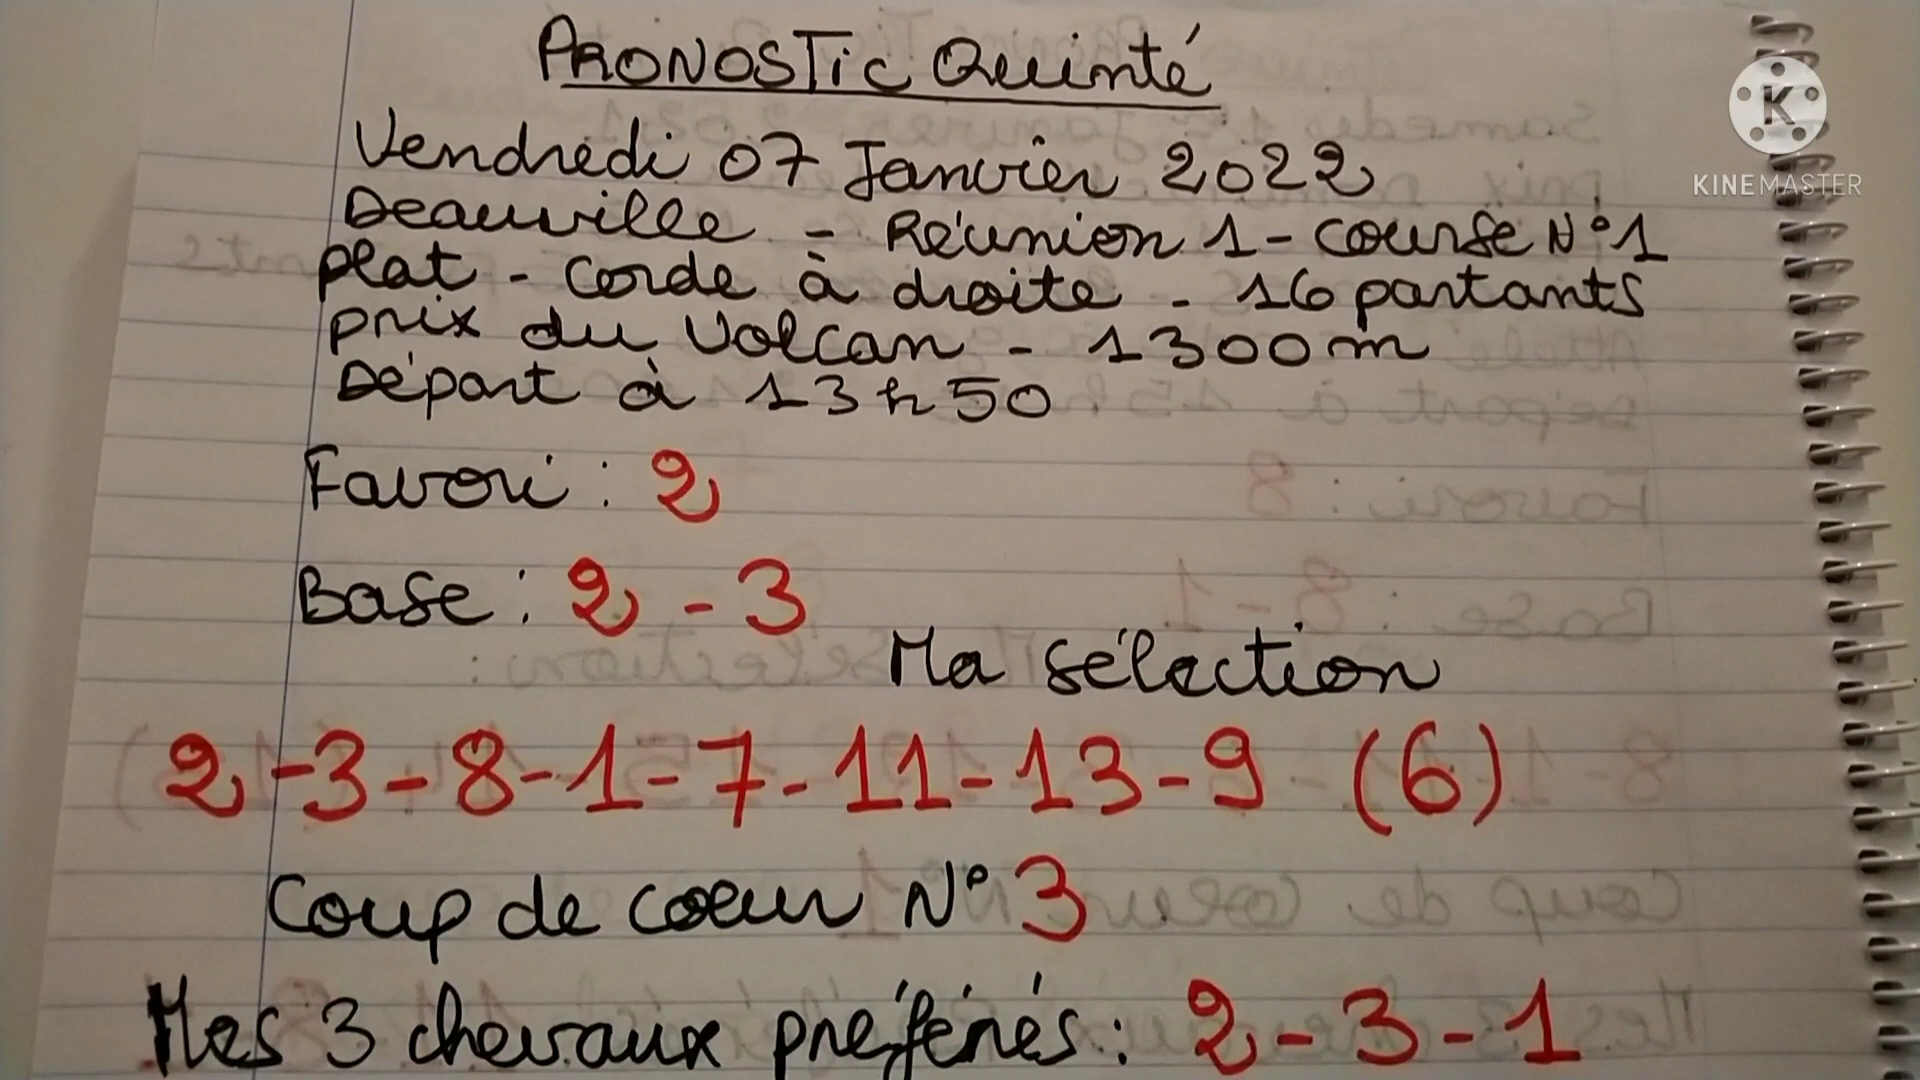 PRONOSTIC Quinté
Vendredi 07 Janvier 2022
Deauville - Réunion 1 - course N°1
plat - corde à droite - 16 partants
prix du Volcan - 1300m
Départ à 13h50
Favori : 2
Base : 2 - 3
Ma sélection
2 - 3 - 8 - 1 - 7 - 11 - 13 - 9 (6)
Coup de coeur N° 3
Mes 3 chevaux préférés : 2 - 3 - 1
K
KINEMASTER